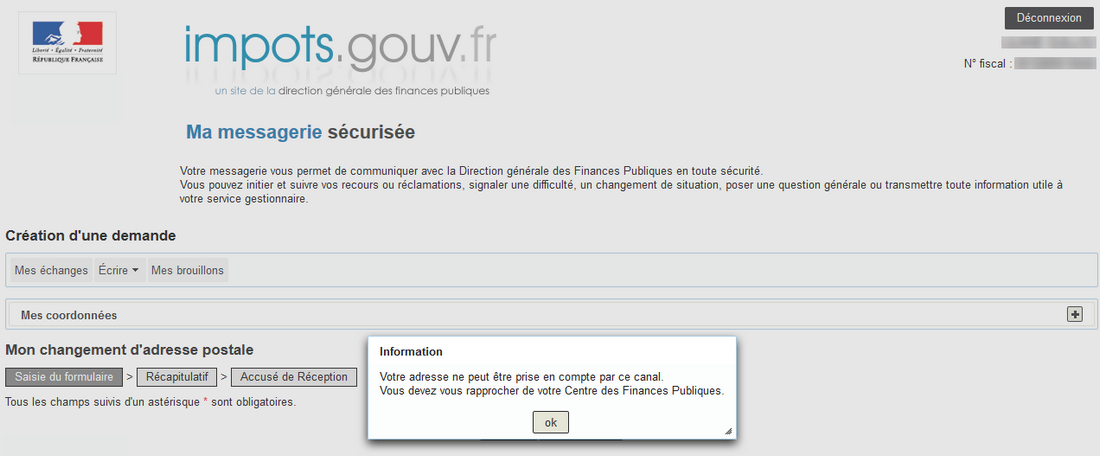 Déconnexion
N° fiscal :
Liberté • Égalité • Fraternité
RÉPUBLIQUE FRANÇAISE
impots.gouv.fr
un site de la direction générale des finances publiques
Ma messagerie sécurisée
Votre messagerie vous permet de communiquer avec la Direction générale des Finances Publiques en toute sécurité.
Vous pouvez initier et suivre vos recours ou réclamations, signaler une difficulté, un changement de situation, poser une question générale ou transmettre toute information utile à
votre service gestionnaire.
Création d'une demande
Mes échanges Écrire Mes brouillons
Mes coordonnées
Mon changement d'adresse postale
Saisie du formulaire > Récapitulatif > Accusé de Réception
Tous les champs suivis d'un astérisque * sont obligatoires.
Information
Votre adresse ne peut être prise en compte par ce canal.
Vous devez vous rapprocher de votre Centre des Finances Publiques.
ok